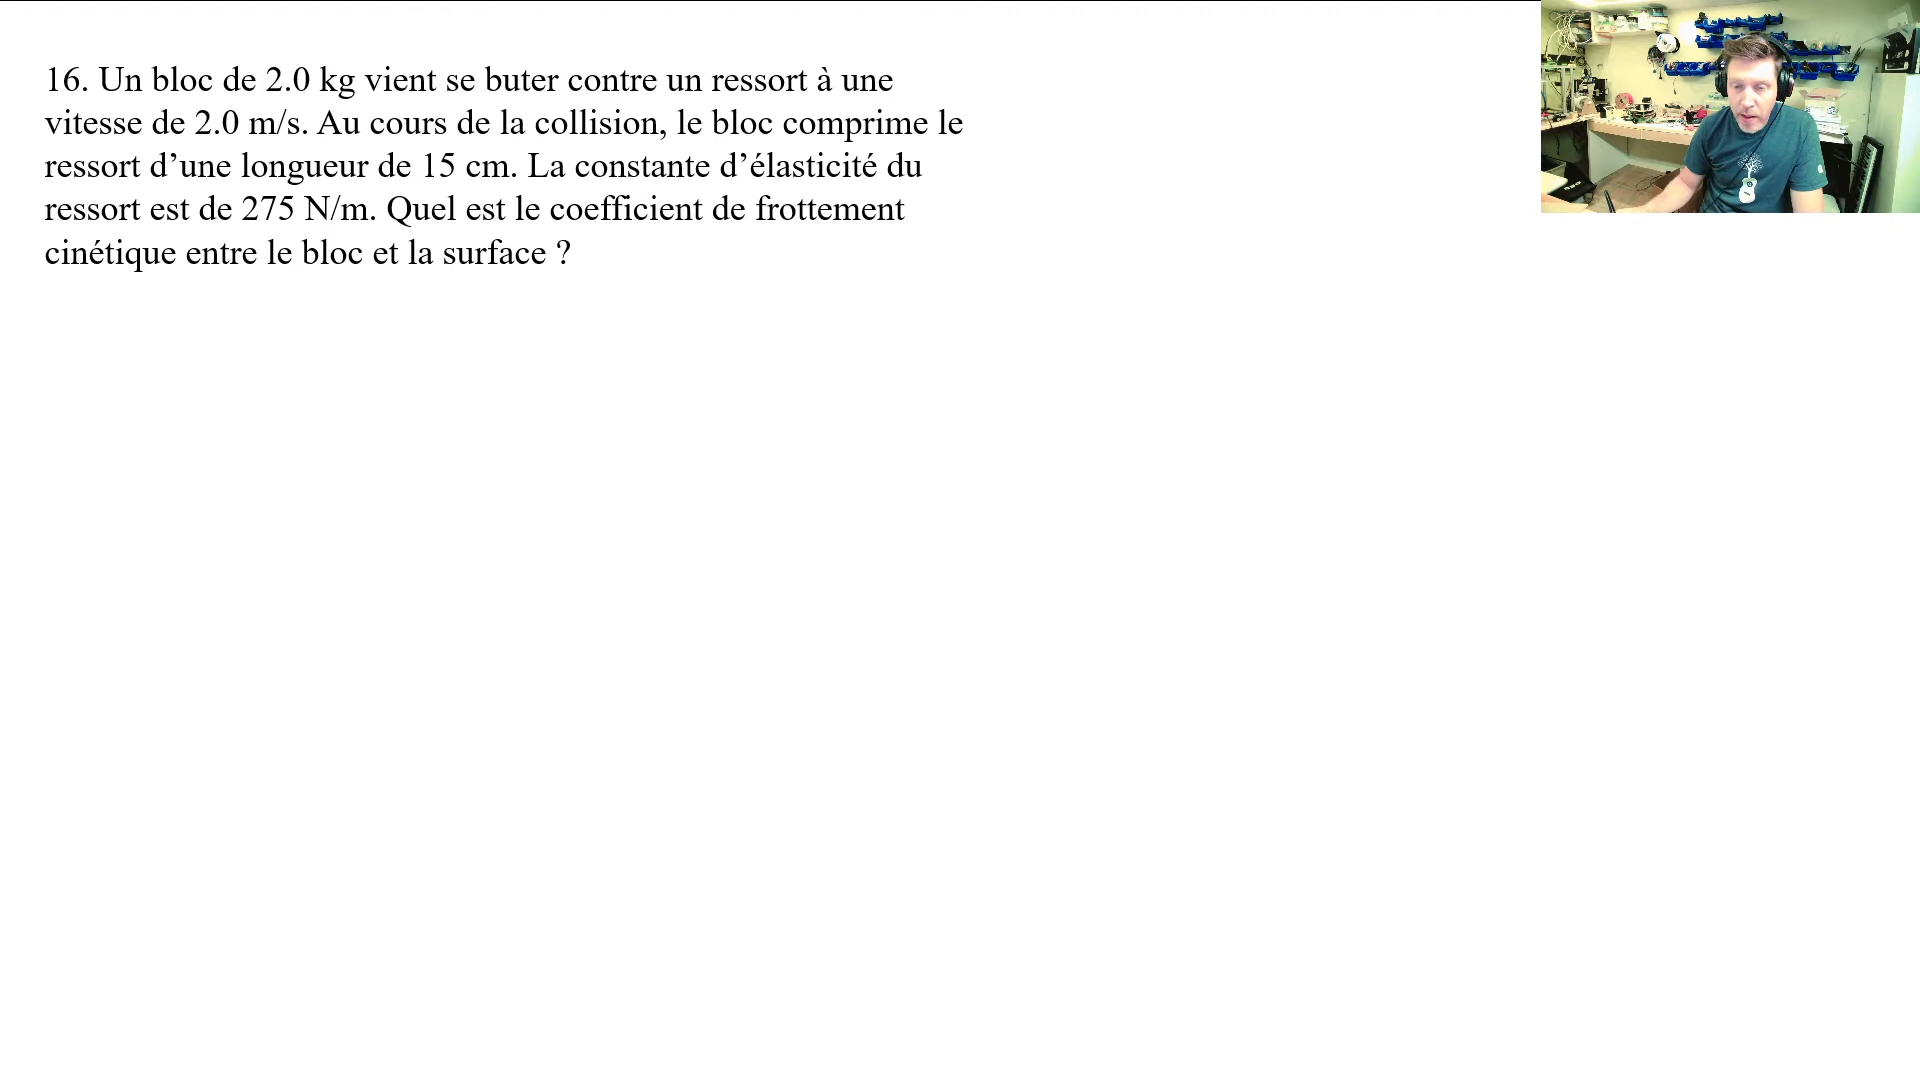 16. Un bloc de 2.0 kg vient se buter contre un ressort à une
vitesse de 2.0 m/s. Au cours de la collision, le bloc comprime le
ressort d’une longueur de 15 cm. La constante d’élasticité du
ressort est de 275 N/m. Quel est le coefficient de frottement
cinétique entre le bloc et la surface ?